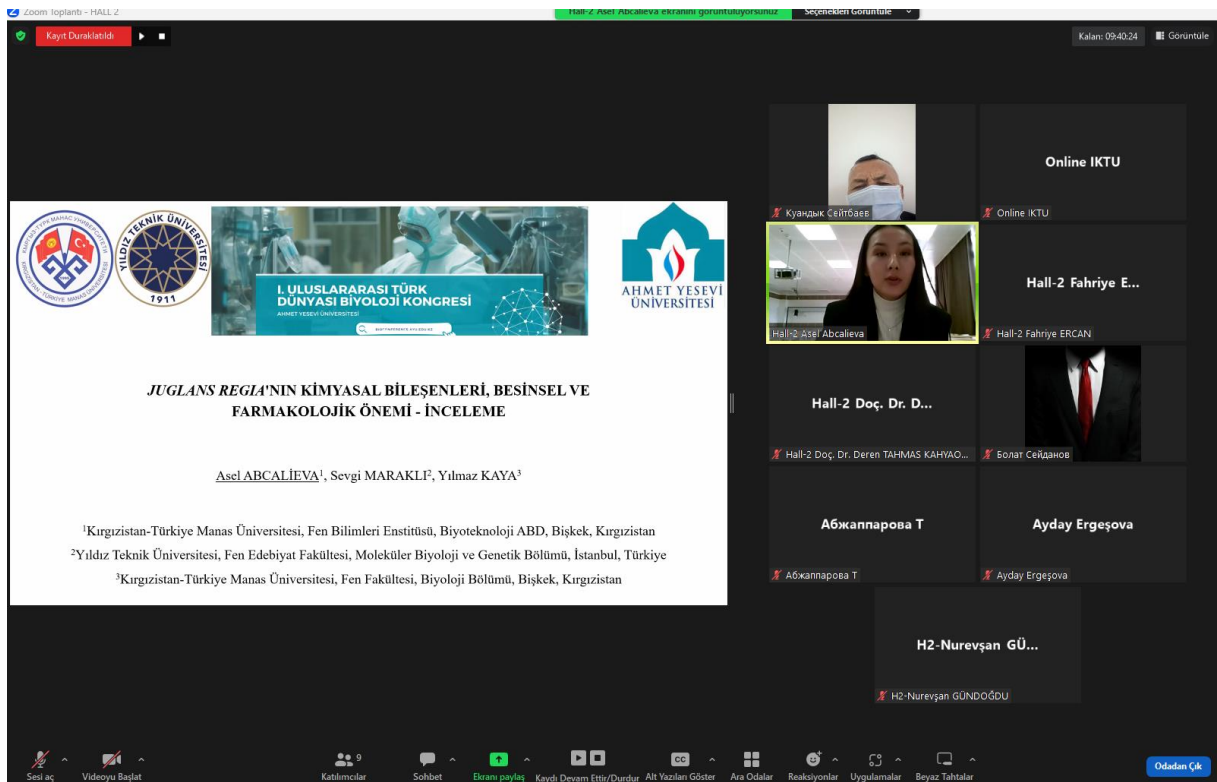 Zoom Toplantı - HALL 2
Hall-2 Asel Abcalieva ekranını görüntülüyorsunuz
Seçenekleri Görüntüle
Kayıt Duraklatıldı
Kalan: 09:40:24
Görüntüle
YILDIZ TEKNİK ÜNİVERSİTESİ
1911
I. ULUSLARARASI TÜRK
DÜNYASI BİYOLOJİ KONGRESİ
AHMET YESEVİ ÜNİVERSİTESİ
AHMET YESEVİ
ÜNİVERSİTESİ
JUGLANS REGIA'NIN KİMYASAL BİLEŞENLERİ, BESİNSEL VE
FARMAKOLOJİK ÖNEMİ - İNCELEME
Asel ABCALİEVA¹, Sevgi MARAKLI², Yılmaz KAYA³
¹Kırgızistan-Türkiye Manas Üniversitesi, Fen Bilimleri Enstitüsü, Biyoteknoloji ABD, Bişkek, Kırgızistan
²Yıldız Teknik Üniversitesi, Fen Edebiyat Fakültesi, Moleküler Biyoloji ve Genetik Bölümü, İstanbul, Türkiye
³Kırgızistan-Türkiye Manas Üniversitesi, Fen Fakültesi, Biyoloji Bölümü, Bişkek, Kırgızistan
Куандык Сейтбаев
Online IKTU
Online IKTU
Hall-2 Asel Abcalieva
Hall-2 Fahriye E...
Hall-2 Fahriye ERCAN
Hall-2 Doç. Dr. D...
Hall-2 Doç. Dr. Deren TAHMAS KAHYAO...
Болат Сейданов
Абжаппарова Т
Абжаппарова Т
Ayday Ergeşova
Ayday Ergeşova
H2-Nurevşan GÜ...
H2-Nurevşan GÜNDOĞDU
Sesi aç
Videoyu Başlat
9
Katılımcılar
Sohbet
Ekranı paylaş
Kaydı Devam Ettir/Durdur
CC
Alt Yazıları Göster
Ara Odalar
Reaksiyonlar
Uygulamalar
Beyaz Tahtalar
Odadan Çık